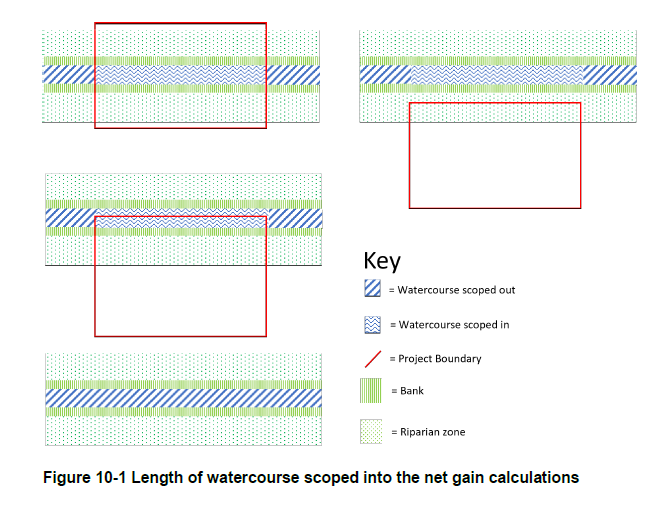 Key
= Watercourse scoped out
= Watercourse scoped in
= Project Boundary
= Bank
= Riparian zone
Figure 10-1 Length of watercourse scoped into the net gain calculations